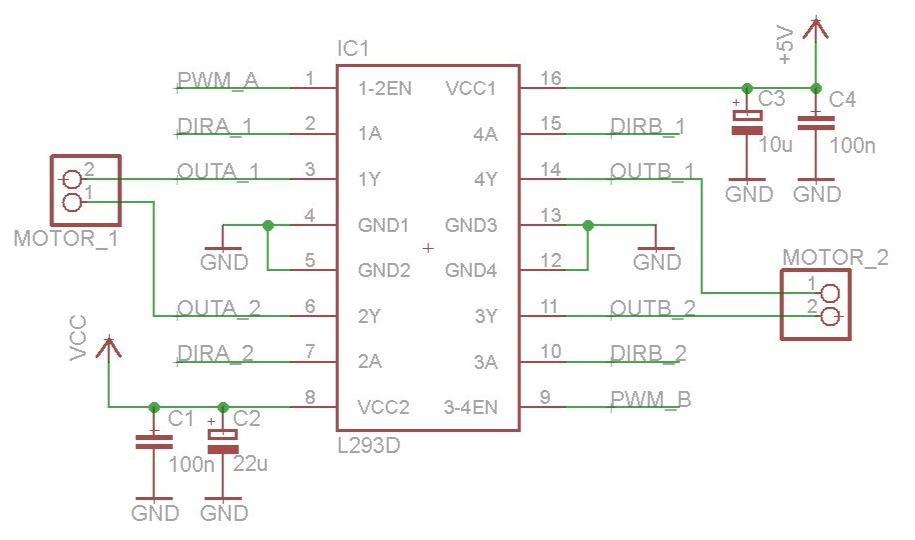 +5V
IC1
PWM_A 1 1-2EN VCC1 16
C3 C4
+
DIRA_1 2 1A 4A 15 DIRB_1
10u 100n
OUTA_1 3 1Y 4Y 14 OUTB_1
2
1
GND GND
MOTOR_1
4 GND1 GND3 13
GND GND
5 GND2 GND4 12
MOTOR_2
1
2
OUTA_2 6 2Y 3Y 11 OUTB_2
VCC
DIRA_2 7 2A 3A 10 DIRB_2
8 VCC2 3-4EN 9 PWM_B
C1 C2
+
L293D
100n 22u
GND GND